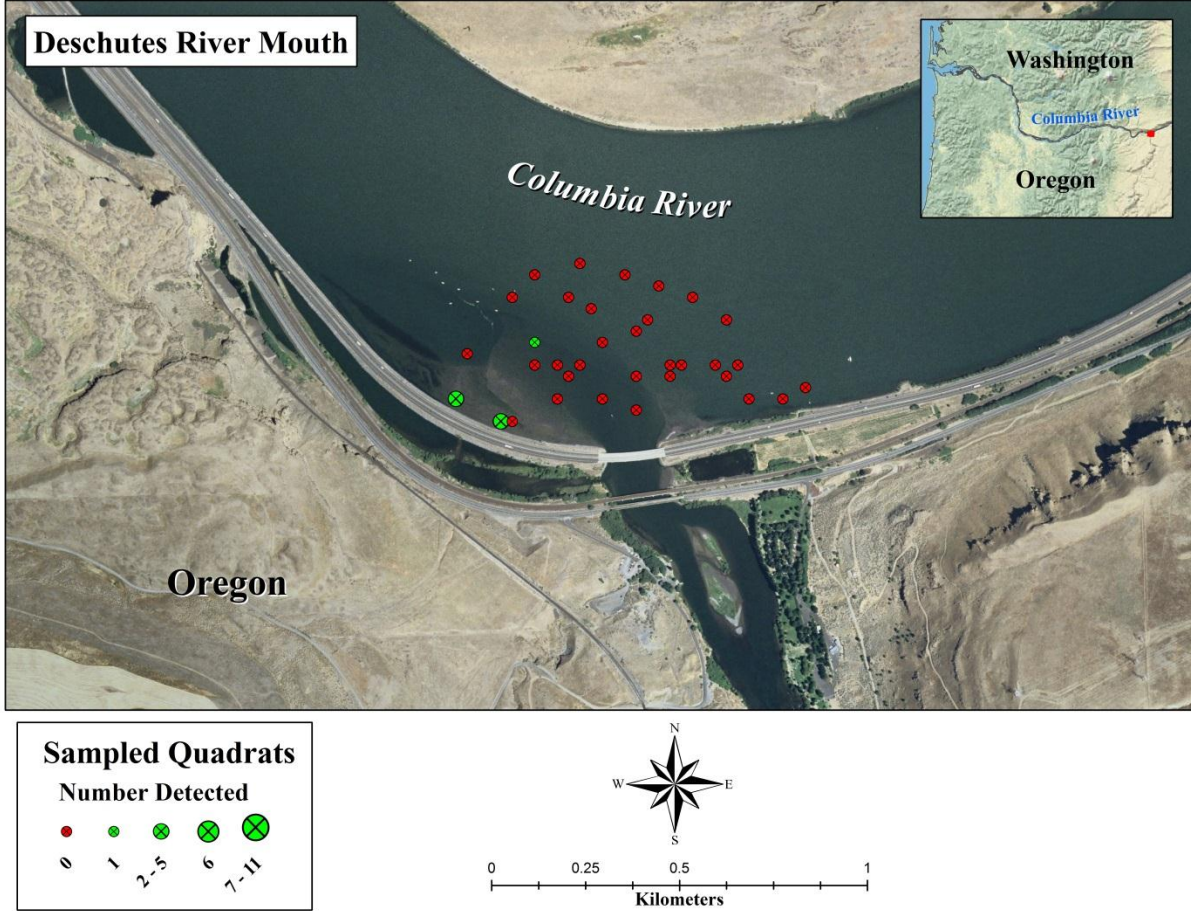 Deschutes River Mouth
Washington
Columbia River
Oregon
Columbia River
Oregon
Sampled Quadrats
Number Detected
0
1
2 - 5
6
7 - 11
N
W
E
S
0
0.25
0.5
1
Kilometers